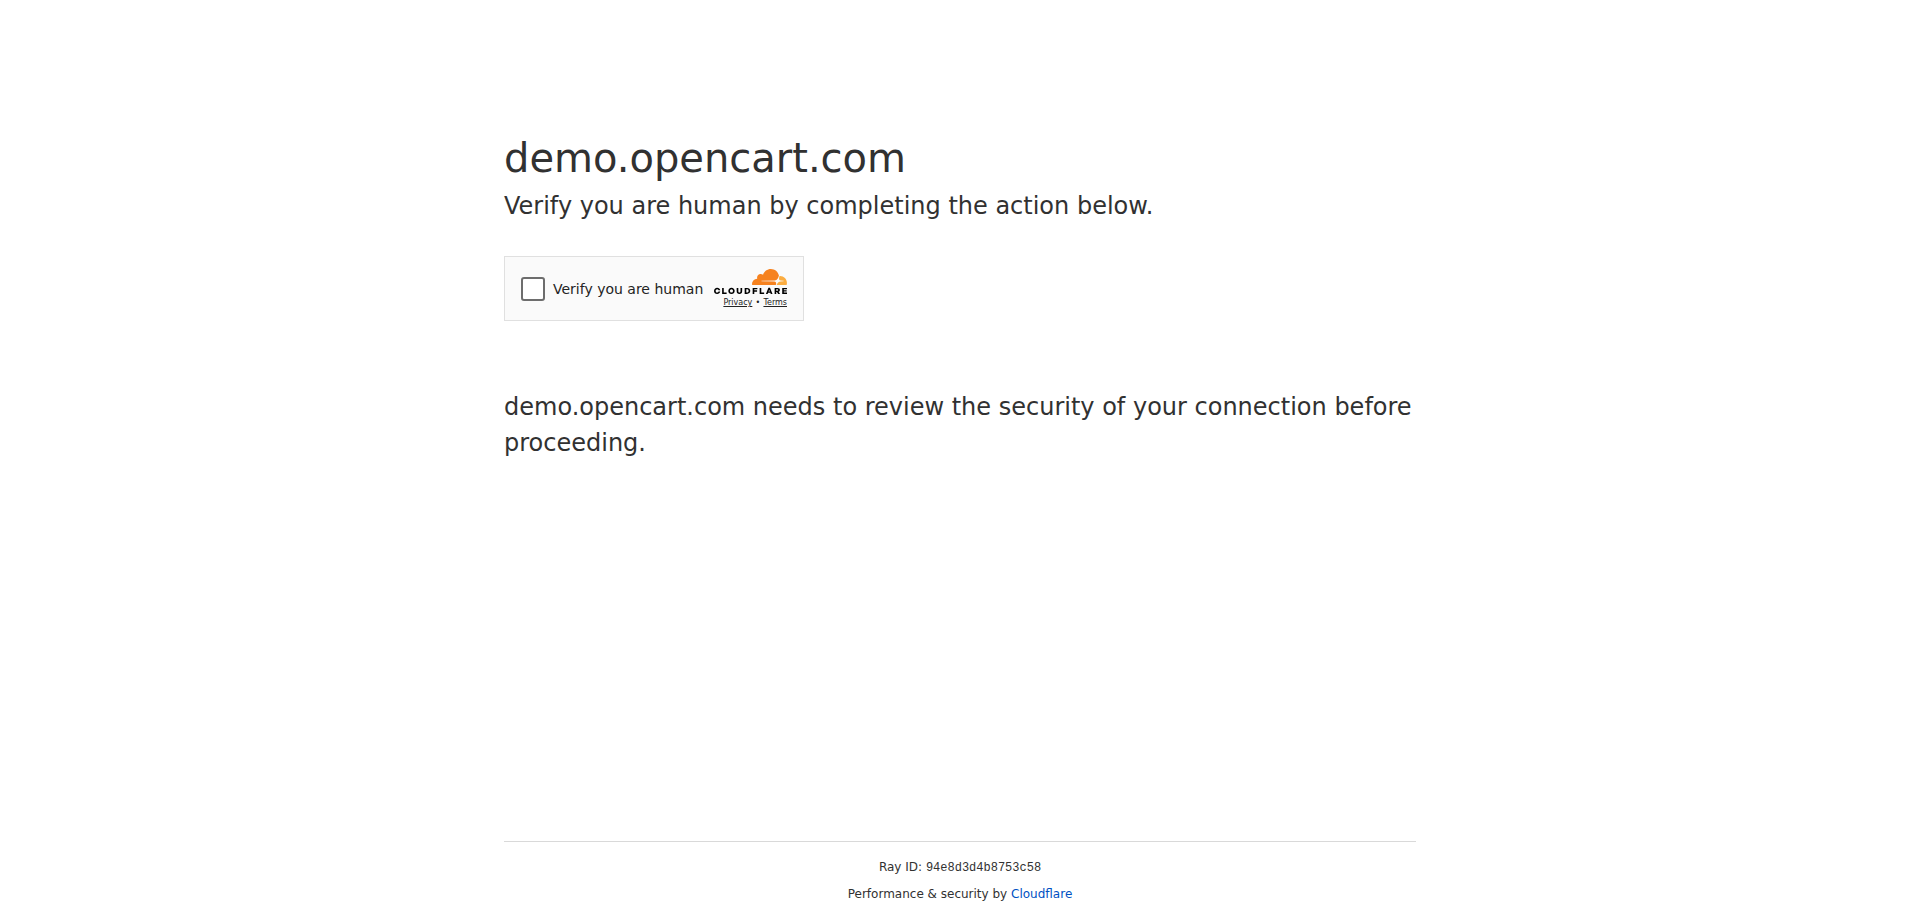 demo.opencart.com
Verify you are human by completing the action below.
Verify you are human
CLOUDFLARE
Privacy • Terms
demo.opencart.com needs to review the security of your connection before
proceeding.
Ray ID: 94e8d3d4b8753c58
Performance & security by Cloudflare